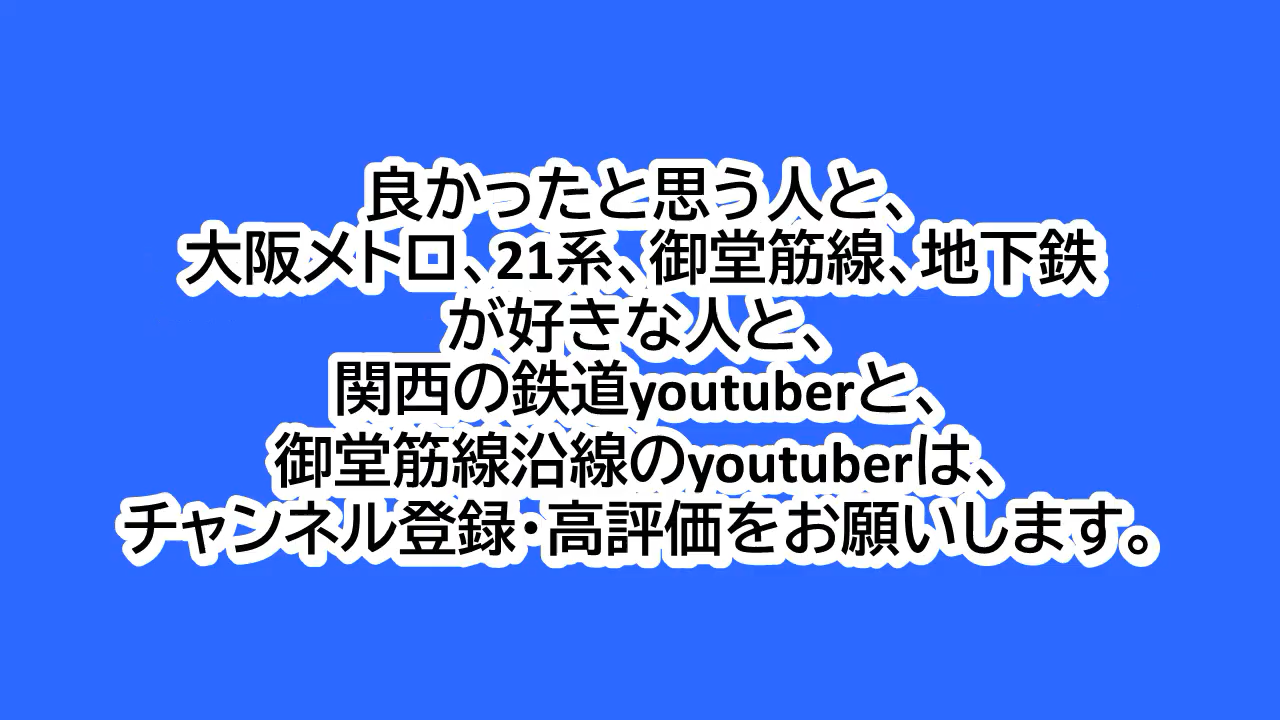 良かったと思う人と、
大阪メトロ、21系、御堂筋線、地下鉄
が好きな人と、
関西の鉄道youtuberと、
御堂筋線沿線のyoutuberは、
チャンネル登録・高評価をお願いします。